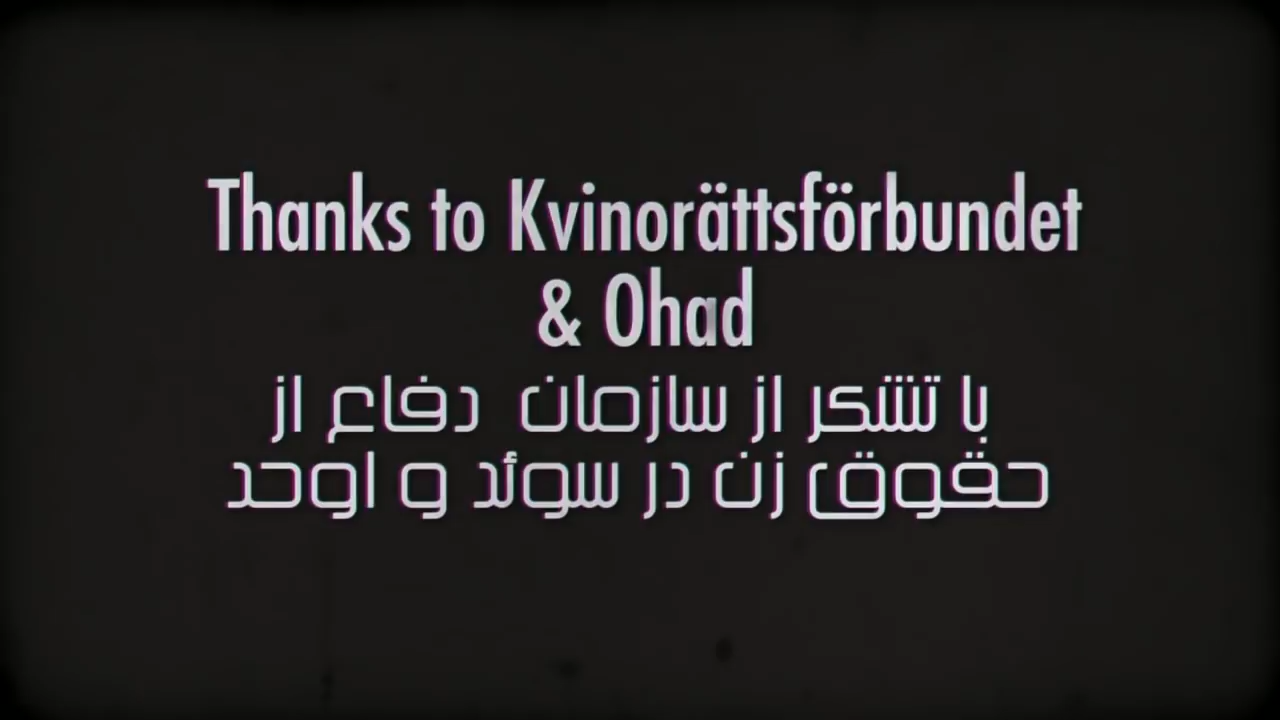 Thanks to Kvinorättsförbundet
& Ohad
با تشکر از سازمان دفاع از
حقوق زن در سوئد و اوحد